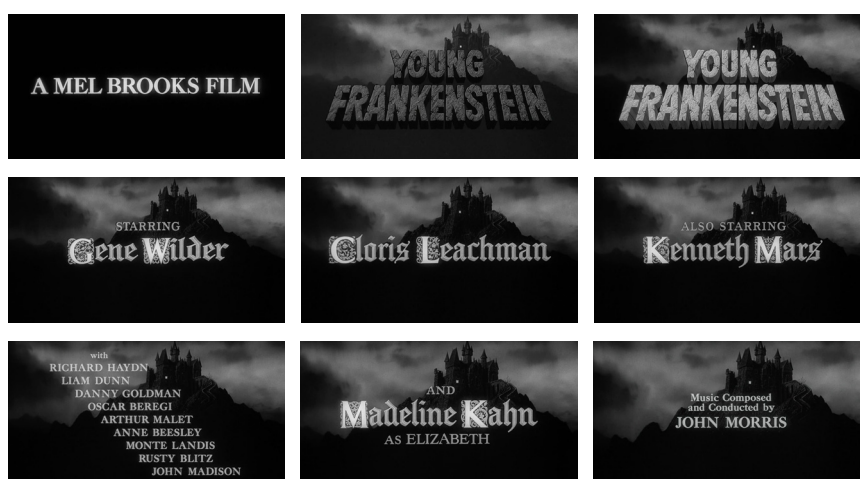 A MEL BROOKS FILM
YOUNG
FRANKENSTEIN
YOUNG
FRANKENSTEIN
STARRING
Gene Wilder
Cloris Leachman
ALSO STARRING
Kenneth Mars
with
RICHARD HAYDN
LIAM DUNN
DANNY GOLDMAN
OSCAR BEREGI
ARTHUR MALET
ANNE BEESLEY
MONTE LANDIS
RUSTY BLITZ
JOHN MADISON
AND
Madeline Kahn
AS ELIZABETH
Music Composed
and Conducted by
JOHN MORRIS